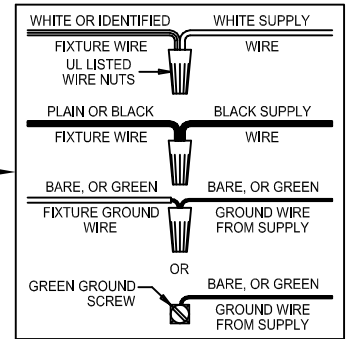 WHITE OR IDENTIFIED WHITE SUPPLY
FIXTURE WIRE WIRE
UL LISTED
WIRE NUTS
PLAIN OR BLACK BLACK SUPPLY
FIXTURE WIRE WIRE
BARE, OR GREEN BARE, OR GREEN
FIXTURE GROUND GROUND WIRE
WIRE FROM SUPPLY
OR
GREEN GROUND BARE, OR GREEN
SCREW GROUND WIRE
FROM SUPPLY